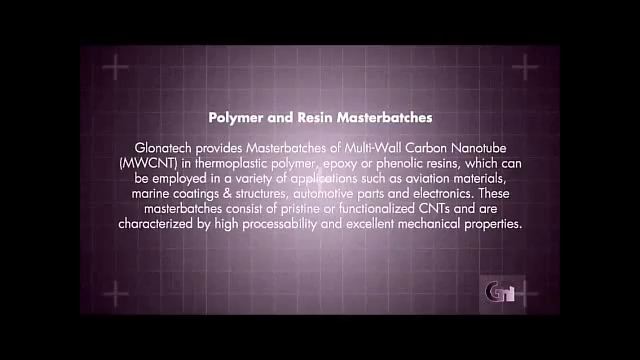 Polymer and Resin Masterbatches
Glonatech provides Masterbatches of Multi-Wall Carbon Nanotube
(MWCNT) in thermoplastic polymer, epoxy or phenolic resins, which can
be employed in a variety of applications such as aviation materials,
marine coatings & structures, automotive parts and electronics. These
masterbatches consist of pristine or functionalized CNTs and are
characterized by high processability and excellent mechanical properties.